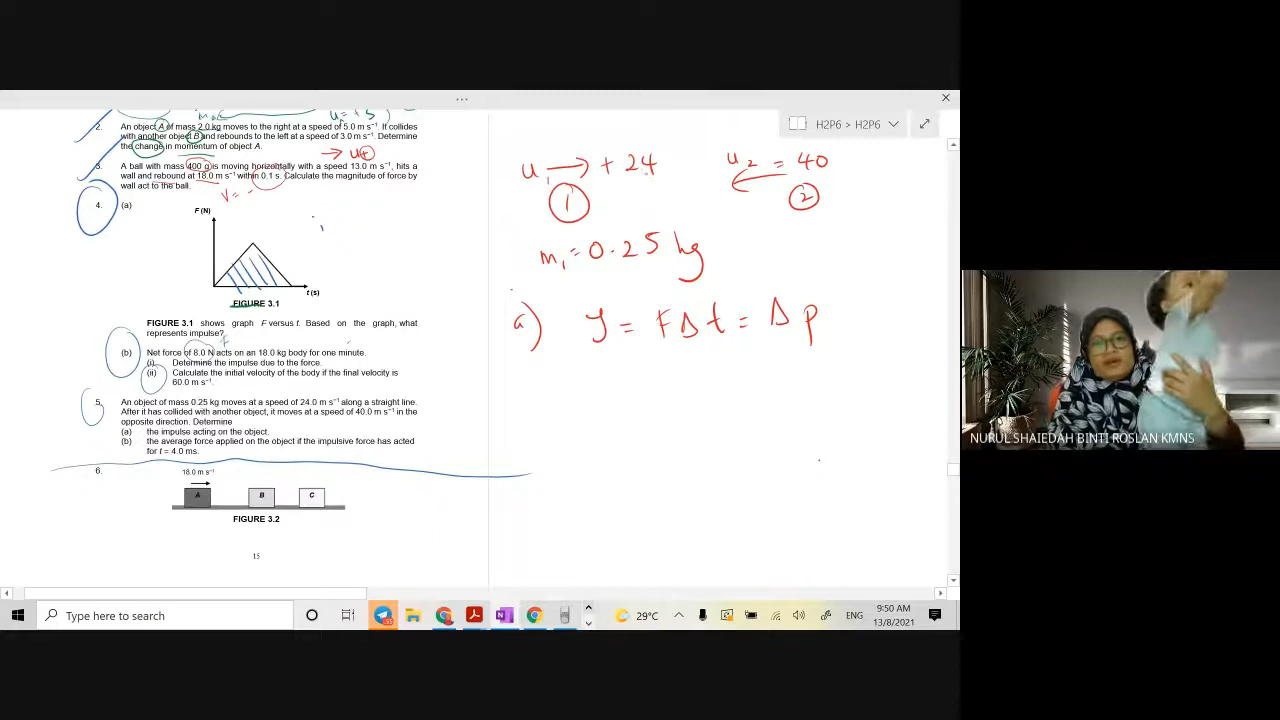 H2P6 > H2P6
2. An object A of mass 2.0 kg moves to the right at a speed of 5.0 m s⁻¹. It collides
with another object B and rebounds to the left at a speed of 3.0 m s⁻¹. Determine
the change in momentum of object A.
→ u⊕
3. A ball with mass 400 g is moving horizontally with a speed 13.0 m s⁻¹, hits a
wall and rebound at 18.0 m s⁻¹ within 0.1 s. Calculate the magnitude of force by
wall act to the ball.
V = -
4. (a)
F (N)
t (s)
FIGURE 3.1
FIGURE 3.1 shows graph F versus t. Based on the graph, what
represents impulse?
F
(b) Net force of 8.0 N acts on an 18.0 kg body for one minute.
(i) Determine the impulse due to the force.
(ii) Calculate the initial velocity of the body if the final velocity is
60.0 m s⁻¹.
5. An object of mass 0.25 kg moves at a speed of 24.0 m s⁻¹ along a straight line.
After it has collided with another object, it moves at a speed of 40.0 m s⁻¹ in the
opposite direction. Determine
(a) the impulse acting on the object.
(b) the average force applied on the object if the impulsive force has acted
for t = 4.0 ms.
6. 18.0 m s⁻¹
A B C
FIGURE 3.2
15
u₁ → + 24 u₂ = 40
1 2
m₁ = 0.25 kg
a) J = FΔt = Δp
NURUL SHAIEDAH BINTI ROSLAN KMNS
Type here to search
29°C
ENG
9:50 AM
13/8/2021